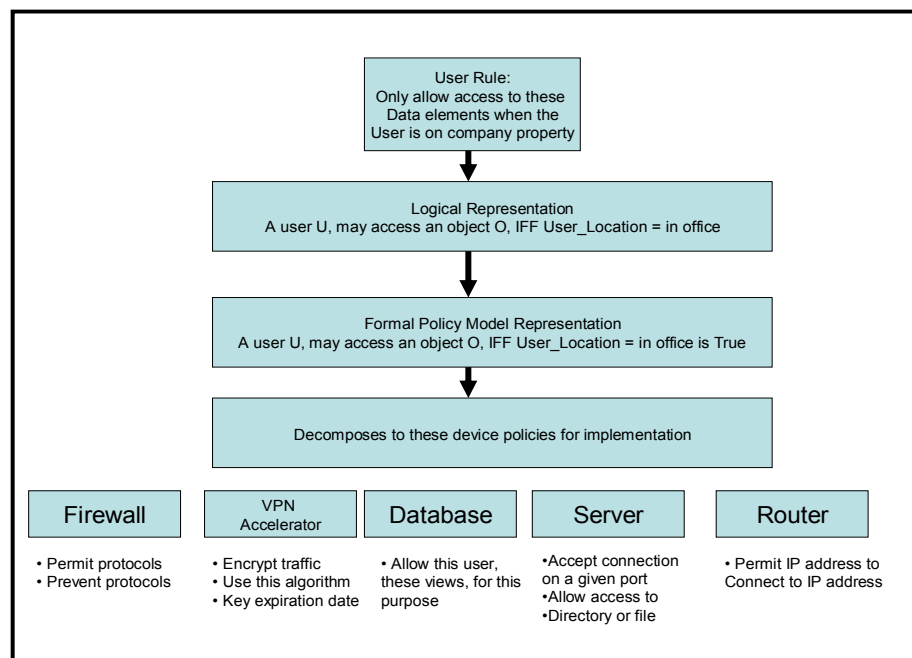 User Rule:
Only allow access to these
Data elements when the
User is on company property
Logical Representation
A user U, may access an object O, IFF User_Location = in office
Formal Policy Model Representation
A user U, may access an object O, IFF User_Location = in office is True
Decomposes to these device policies for implementation
Firewall
• Permit protocols
• Prevent protocols
VPN
Accelerator
• Encrypt traffic
• Use this algorithm
• Key expiration date
Database
• Allow this user,
these views, for this
purpose
Server
•Accept connection
on a given port
•Allow access to
•Directory or file
Router
• Permit IP address to
Connect to IP address